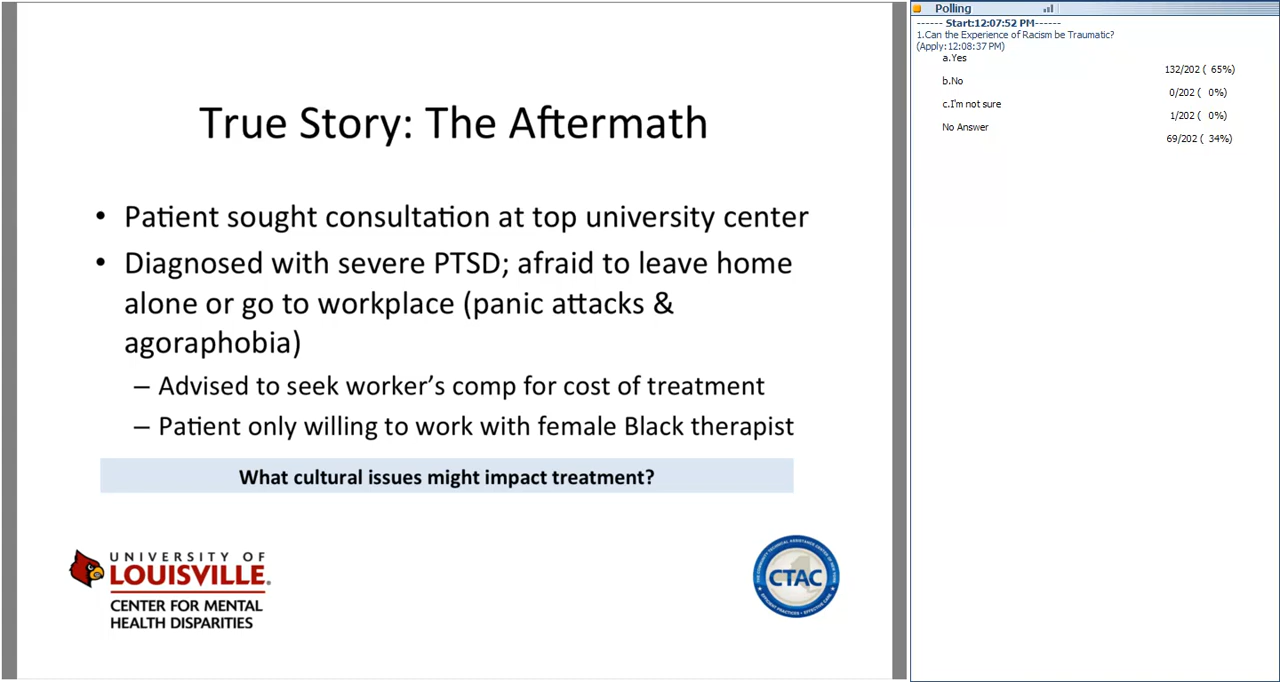 True Story: The Aftermath
• Patient sought consultation at top university center
• Diagnosed with severe PTSD; afraid to leave home
alone or go to workplace (panic attacks &
agoraphobia)
– Advised to seek worker's comp for cost of treatment
– Patient only willing to work with female Black therapist
What cultural issues might impact treatment?
UNIVERSITY OF
LOUISVILLE.
CENTER FOR MENTAL
HEALTH DISPARITIES
CTAC
Polling
------ Start:12:07:52 PM------
1.Can the Experience of Racism be Traumatic?
(Apply:12:08:37 PM)
a.Yes
132/202 ( 65%)
b.No
0/202 ( 0%)
c.I'm not sure
1/202 ( 0%)
No Answer
69/202 ( 34%)